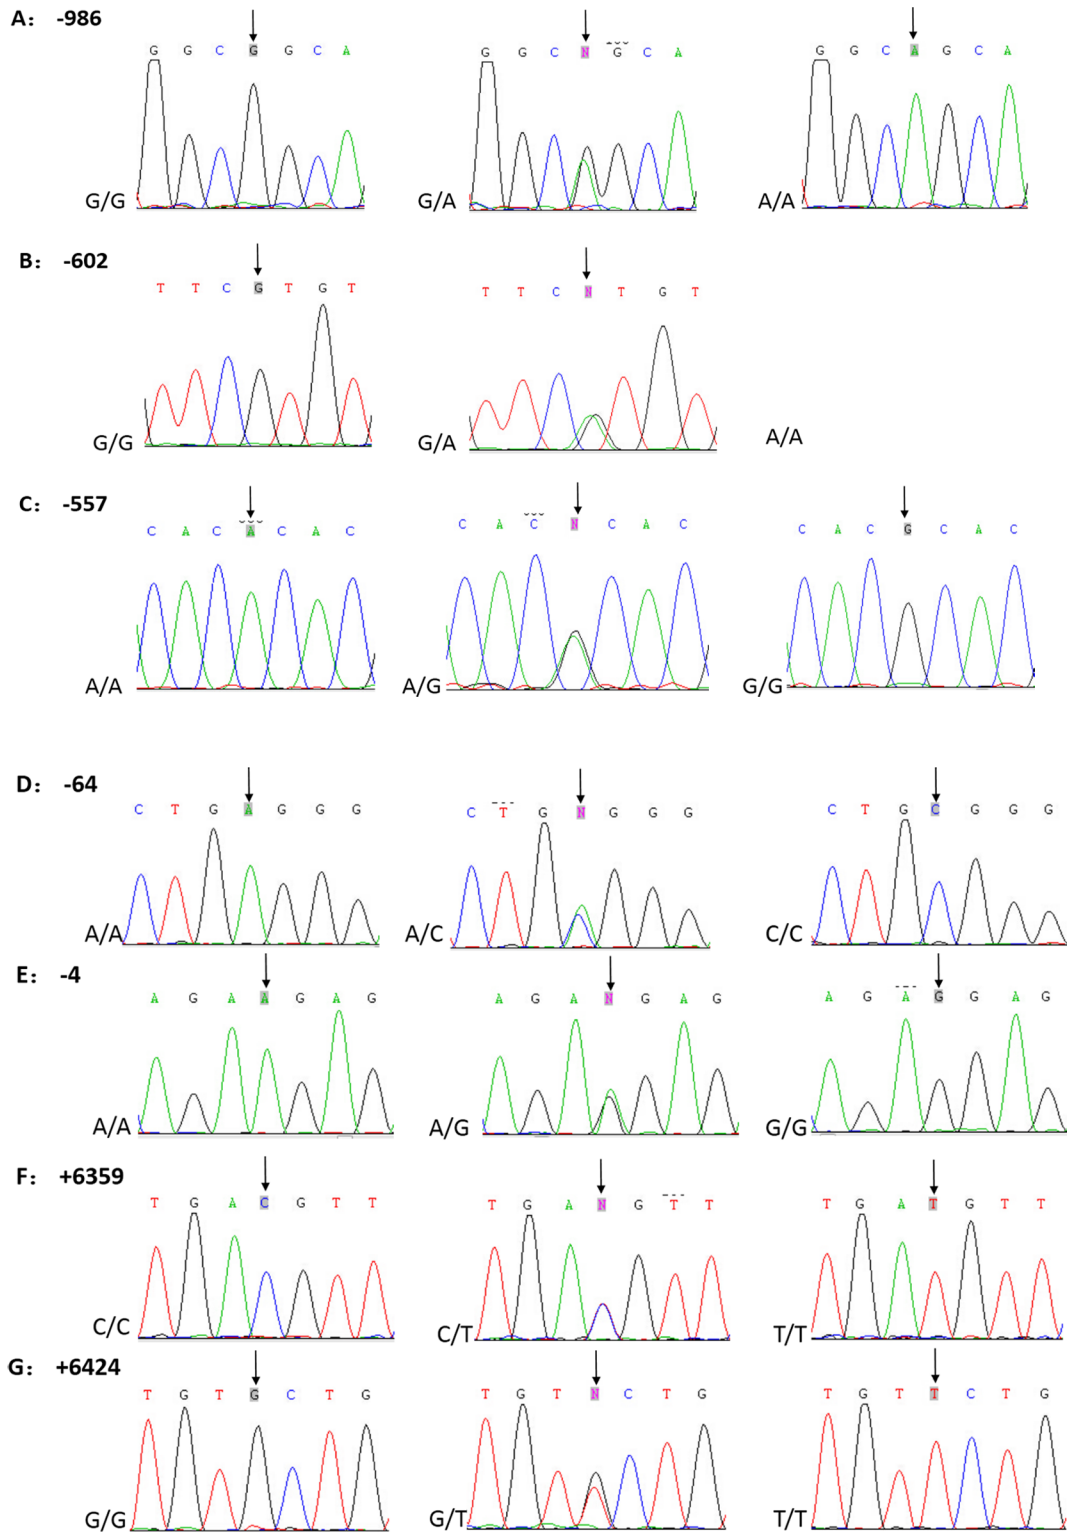 A: -986
G G C G G C A
G G C N G C A
G G C A G C A
G/G
G/A
A/A
B: -602
T T C G T G T
T T C N T G T
G/G
G/A
A/A
C: -557
C A C A C A C
C A C N C A C
C A C G C A C
A/A
A/G
G/G
D: -64
C T G A G G G
C T G N G G G
C T G C G G G
A/A
A/C
C/C
E: -4
A G A A G A G
A G A N G A G
A G A G G A G
A/A
A/G
G/G
F: +6359
T G A C G T T
T G A N G T T
T G A T G T T
C/C
C/T
T/T
G: +6424
T G T G C T G
T G T N C T G
T G T T C T G
G/G
G/T
T/T